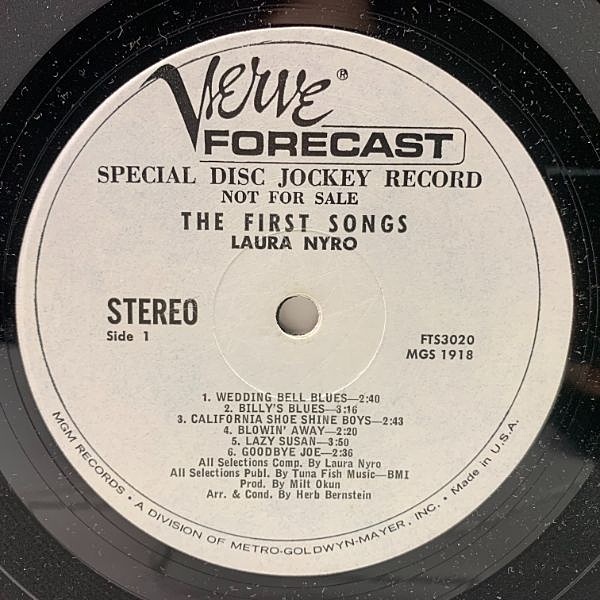 Verve®
FORECAST
SPECIAL DISC JOCKEY RECORD
NOT FOR SALE
THE FIRST SONGS
LAURA NYRO
STEREO
Side 1
FTS3020
MGS 1918
1. WEDDING BELL BLUES—2:40
2. BILLY'S BLUES—3:16
3. CALIFORNIA SHOE SHINE BOYS—2:43
4. BLOWIN' AWAY—2:20
5. LAZY SUSAN—3:50
6. GOODBYE JOE—2:36
All Selections Comp. By Laura Nyro
All Selections Publ. By Tuna Fish Music—BMI
Prod. By Milt Okun
Arr. & Cond. By Herb Bernstein
MGM RECORDS • A DIVISION OF METRO-GOLDWYN-MAYER, INC. • Made in U.S.A.